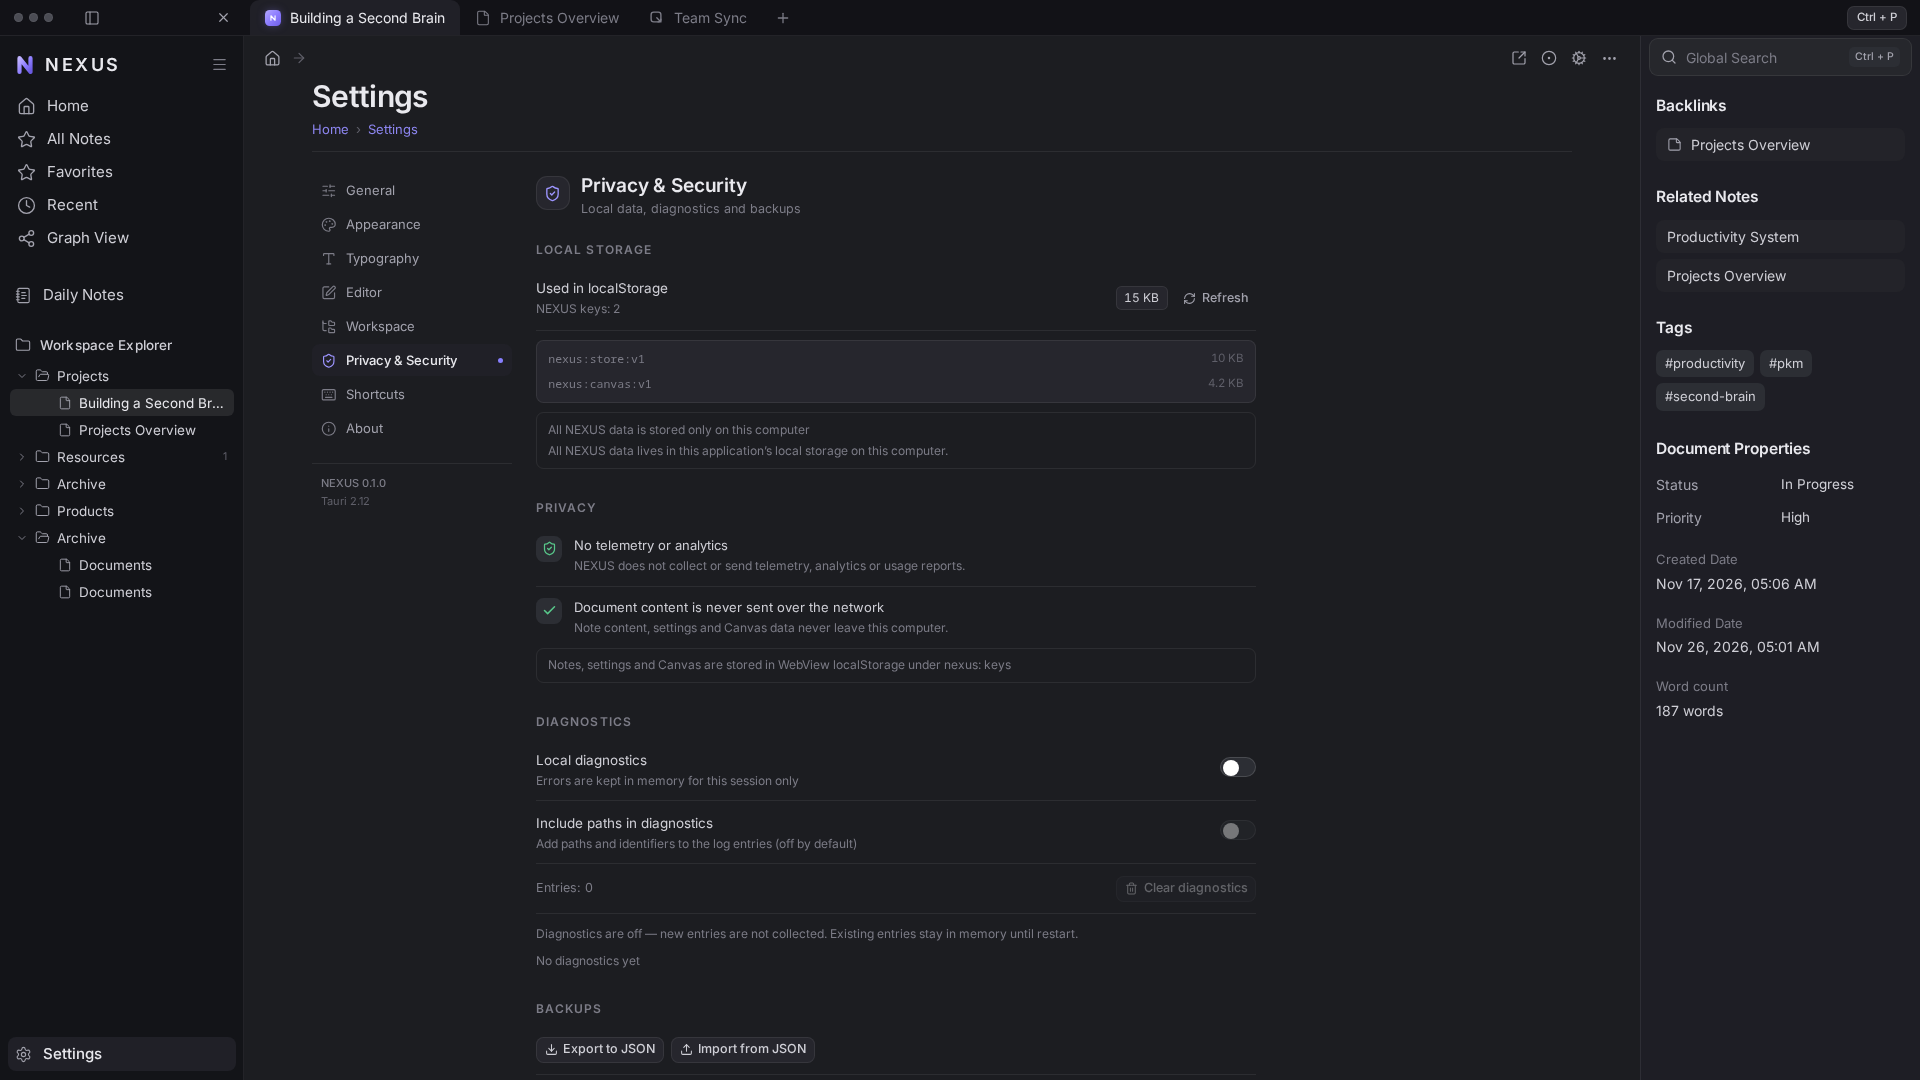 Building a Second Brain
Projects Overview
Team Sync
Ctrl + P
NEXUS
Home
All Notes
Favorites
Recent
Graph View
Daily Notes
Workspace Explorer
Projects
Building a Second Br...
Projects Overview
Resources 1
Archive
Products
Archive
Documents
Documents
Settings
Settings
Home › Settings
General
Appearance
Typography
Editor
Workspace
Privacy & Security
Shortcuts
About
NEXUS 0.1.0
Tauri 2.12
Privacy & Security
Local data, diagnostics and backups
LOCAL STORAGE
Used in localStorage
NEXUS keys: 2
15 KB
Refresh
nexus:store:v1 10 KB
nexus:canvas:v1 4.2 KB
All NEXUS data is stored only on this computer
All NEXUS data lives in this application's local storage on this computer.
PRIVACY
No telemetry or analytics
NEXUS does not collect or send telemetry, analytics or usage reports.
Document content is never sent over the network
Note content, settings and Canvas data never leave this computer.
Notes, settings and Canvas are stored in WebView localStorage under nexus: keys
DIAGNOSTICS
Local diagnostics
Errors are kept in memory for this session only
Include paths in diagnostics
Add paths and identifiers to the log entries (off by default)
Entries: 0
Clear diagnostics
Diagnostics are off — new entries are not collected. Existing entries stay in memory until restart.
No diagnostics yet
BACKUPS
Export to JSON
Import from JSON
Global Search Ctrl + P
Backlinks
Projects Overview
Related Notes
Productivity System
Projects Overview
Tags
#productivity #pkm
#second-brain
Document Properties
Status In Progress
Priority High
Created Date
Nov 17, 2026, 05:06 AM
Modified Date
Nov 26, 2026, 05:01 AM
Word count
187 words